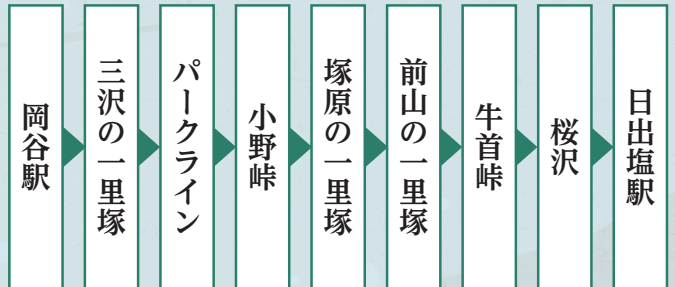 岡谷駅
三沢の一里塚
パークライン
小野峠
塚原の一里塚
前山の一里塚
牛首峠
桜沢
日出塩駅